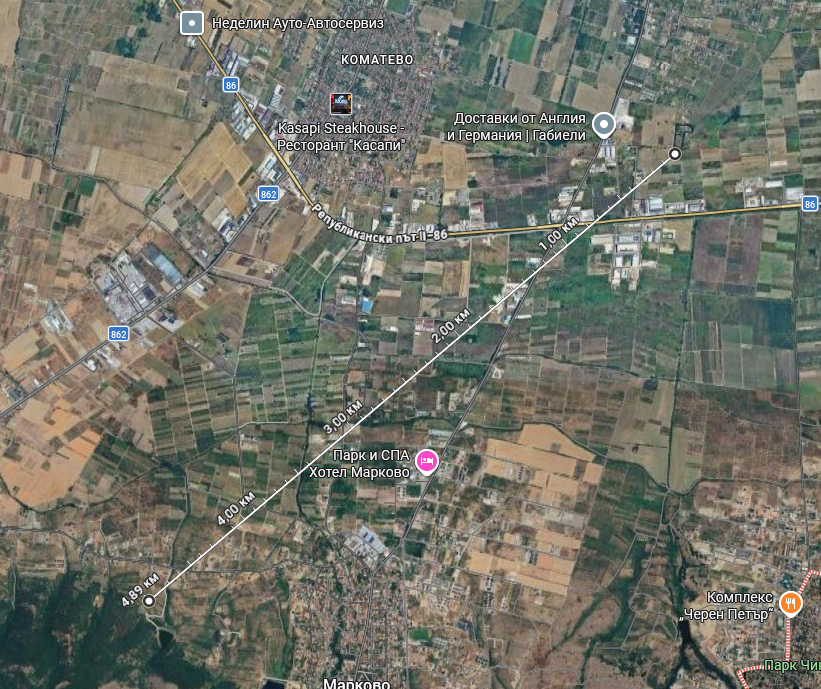 Неделин Ауто-Автосервиз
КОМАТЕВО
86
Kasapi Steakhouse -
Ресторант "Касапи"
Доставки от Англия
и Германия | Габиели
862
86
Републикански път II-86
1,00 км
2,00 км
862
3,00 км
Парк и СПА
Хотел Марково
4,00 км
4,89 км
Комплекс
„Черен Петър“
Парк Чи
Марково